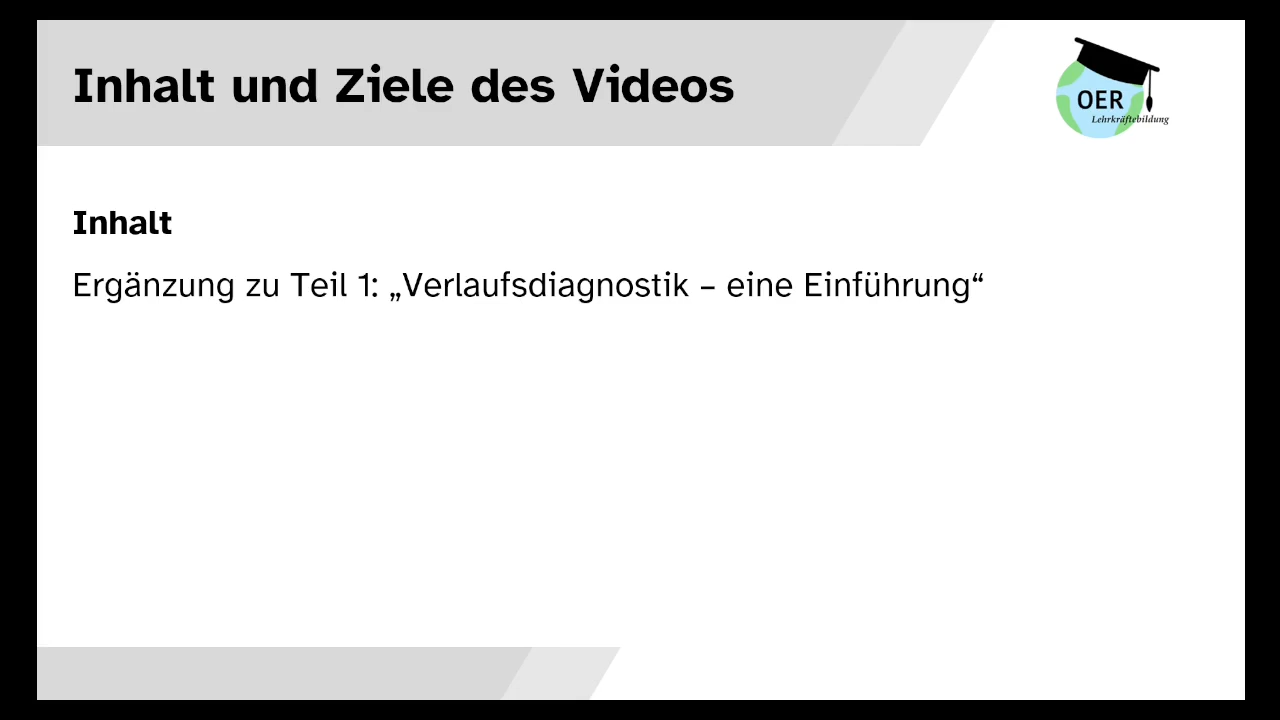 Inhalt und Ziele des Videos
OER
Lehrkräftebildung
Inhalt
Ergänzung zu Teil 1: „Verlaufsdiagnostik – eine Einführung“